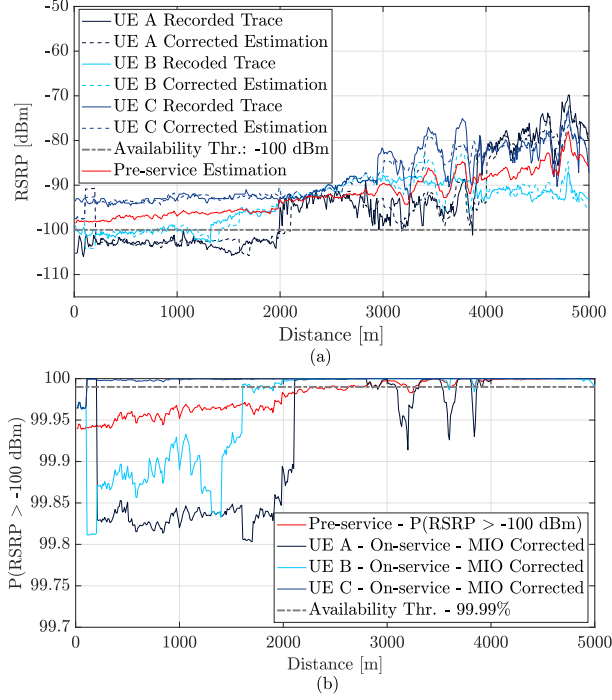 -50
-60
-70
-80
-90
-100
-110
RSRP [dBm]
UE A Recorded Trace
UE A Corrected Estimation
UE B Recoded Trace
UE B Corrected Estimation
UE C Recorded Trace
UE C Corrected Estimation
Availability Thr.: -100 dBm
Pre-service Estimation
0 1000 2000 3000 4000 5000
Distance [m]
(a)
100
99.95
99.9
99.85
99.8
99.75
99.7
P(RSRP > -100 dBm)
Pre-service - P(RSRP > -100 dBm)
UE A - On-service - MIO Corrected
UE B - On-service - MIO Corrected
UE C - On-service - MIO Corrected
Availability Thr. - 99.99%
0 1000 2000 3000 4000 5000
Distance [m]
(b)